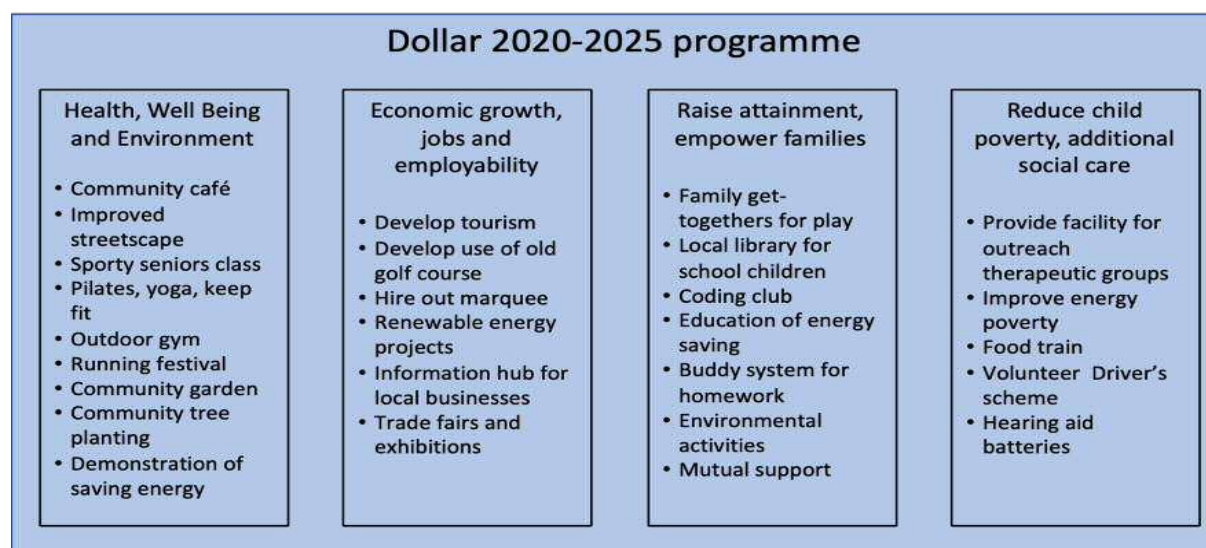 Dollar 2020-2025 programme
Health, Well Being
and Environment
• Community café
• Improved
streetscape
• Sporty seniors class
• Pilates, yoga, keep
fit
• Outdoor gym
• Running festival
• Community garden
• Community tree
planting
• Demonstration of
saving energy
Economic growth,
jobs and
employability
• Develop tourism
• Develop use of old
golf course
• Hire out marquee
• Renewable energy
projects
• Information hub for
local businesses
• Trade fairs and
exhibitions
Raise attainment,
empower families
• Family get-
togethers for play
• Local library for
school children
• Coding club
• Education of energy
saving
• Buddy system for
homework
• Environmental
activities
• Mutual support
Reduce child
poverty, additional
social care
• Provide facility for
outreach
therapeutic groups
• Improve energy
poverty
• Food train
• Volunteer Driver's
scheme
• Hearing aid
batteries